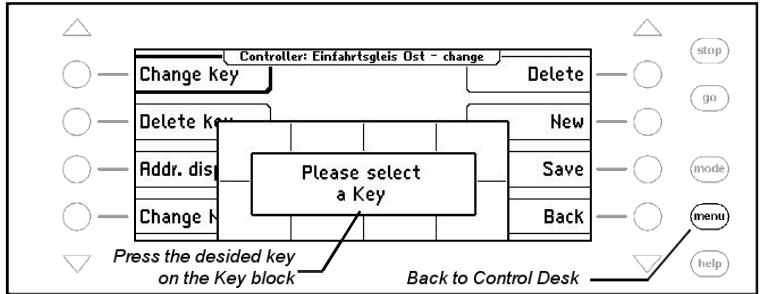 Controller: Einfahrtsgleis Ost - change
Change key
Delete key
Addr. disp
Change N
Delete
New
Save
Back
Please select
a Key
stop
go
mode
menu
help
Press the desided key
on the Key block
Back to Control Desk